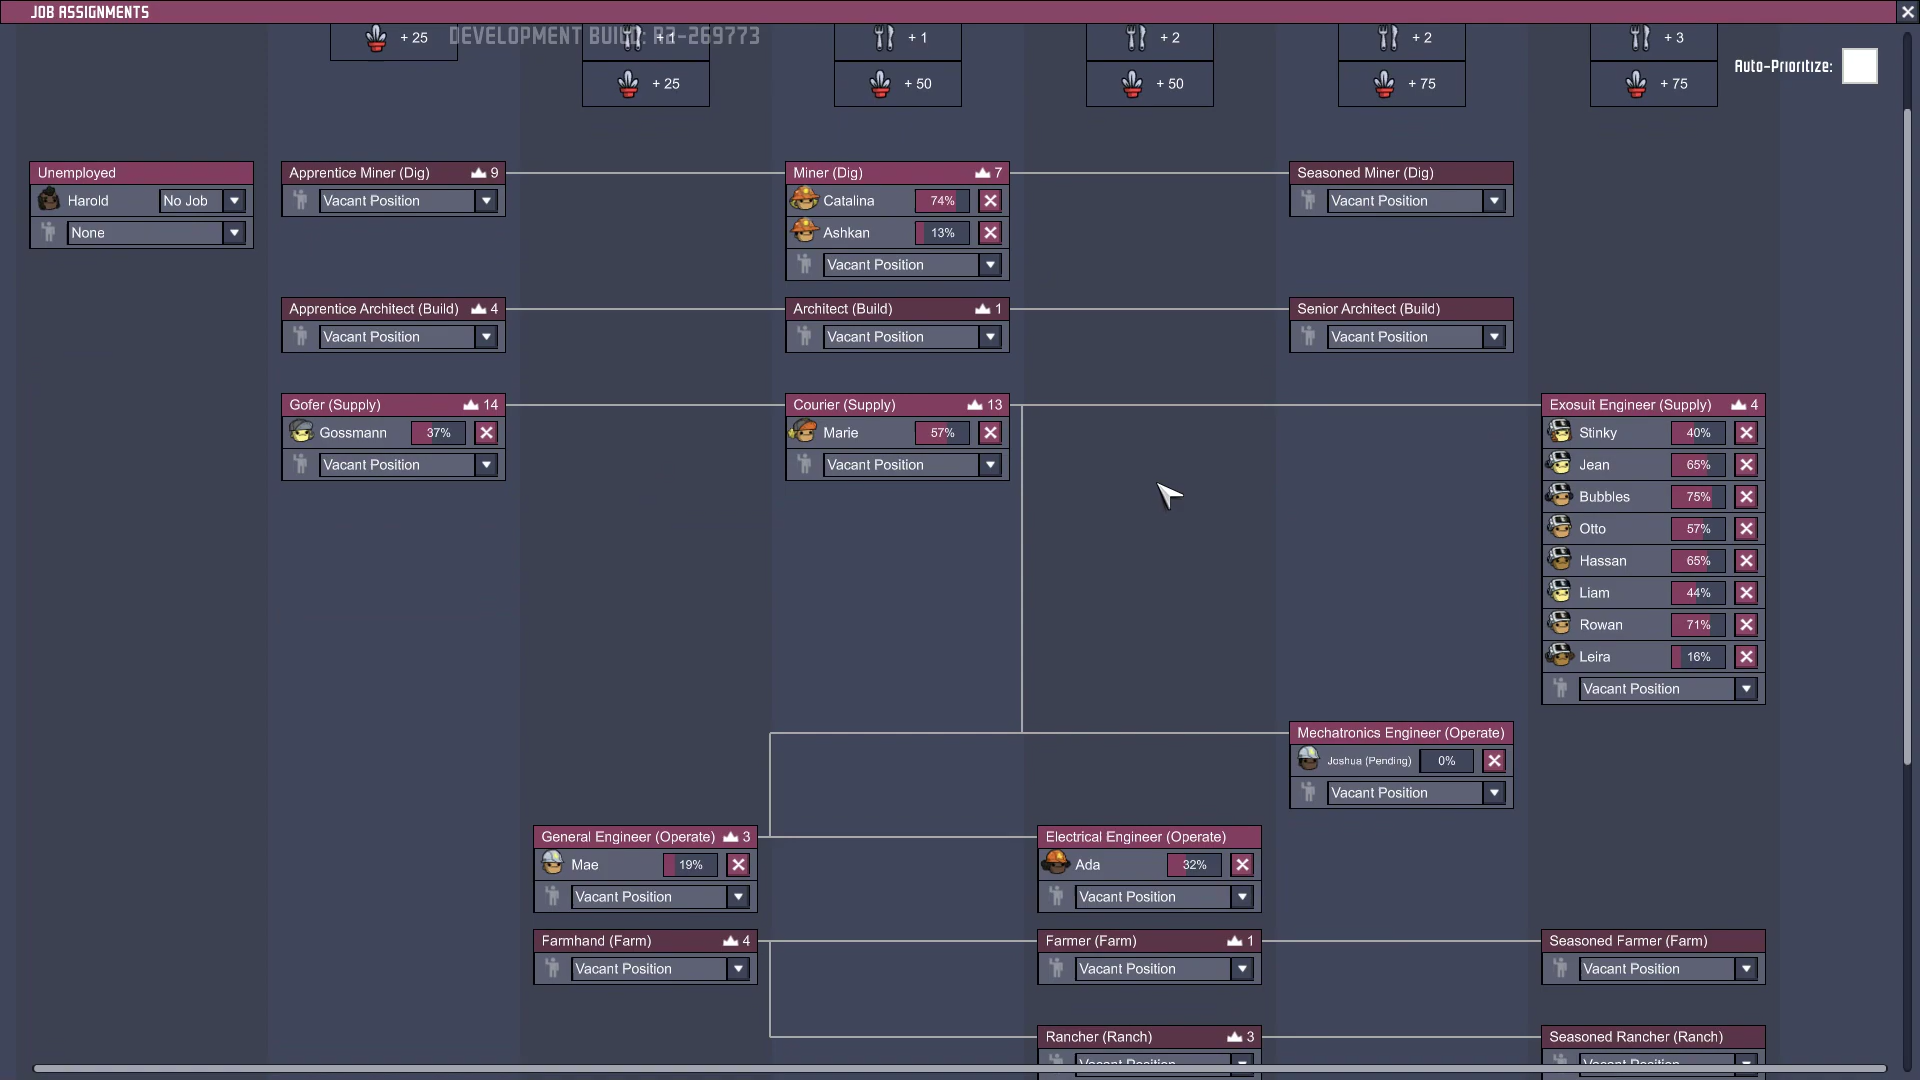 JOB ASSIGNMENTS
DEVELOPMENT BUILD: RB-269773
+ 25
+ 1
+ 1
+ 2
+ 2
+ 3
Auto-Prioritize:
+ 25
+ 50
+ 50
+ 75
+ 75
Unemployed
Harold No Job
None
Apprentice Miner (Dig) 9
Vacant Position
Miner (Dig) 7
Catalina 74%
Ashkan 13%
Vacant Position
Seasoned Miner (Dig)
Vacant Position
Apprentice Architect (Build) 4
Vacant Position
Architect (Build) 1
Vacant Position
Senior Architect (Build)
Vacant Position
Gofer (Supply) 14
Gossmann 37%
Vacant Position
Courier (Supply) 13
Marie 57%
Vacant Position
Exosuit Engineer (Supply) 4
Stinky 40%
Jean 65%
Bubbles 75%
Otto 57%
Hassan 65%
Liam 44%
Rowan 71%
Leira 16%
Vacant Position
Mechatronics Engineer (Operate)
Joshua (Pending) 0%
Vacant Position
General Engineer (Operate) 3
Mae 19%
Vacant Position
Electrical Engineer (Operate)
Ada 32%
Vacant Position
Farmhand (Farm) 4
Vacant Position
Farmer (Farm) 1
Vacant Position
Seasoned Farmer (Farm)
Vacant Position
Rancher (Ranch) 3
Vacant Position
Seasoned Rancher (Ranch)
Vacant Position